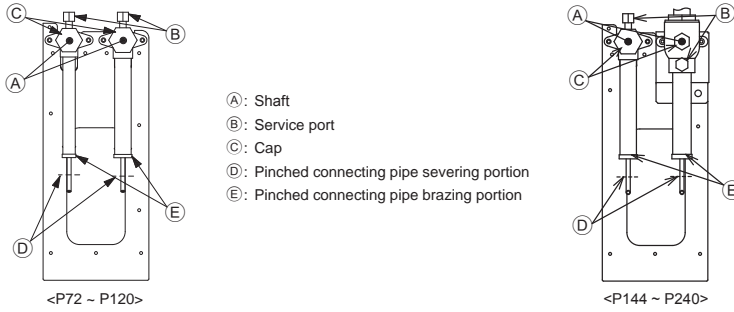 Ⓒ
Ⓑ
Ⓐ
Ⓔ
Ⓓ
<P72 ~ P120>
Ⓐ: Shaft
Ⓑ: Service port
Ⓒ: Cap
Ⓓ: Pinched connecting pipe severing portion
Ⓔ: Pinched connecting pipe brazing portion
Ⓐ
Ⓑ
Ⓒ
Ⓔ
Ⓓ
<P144 ~ P240>